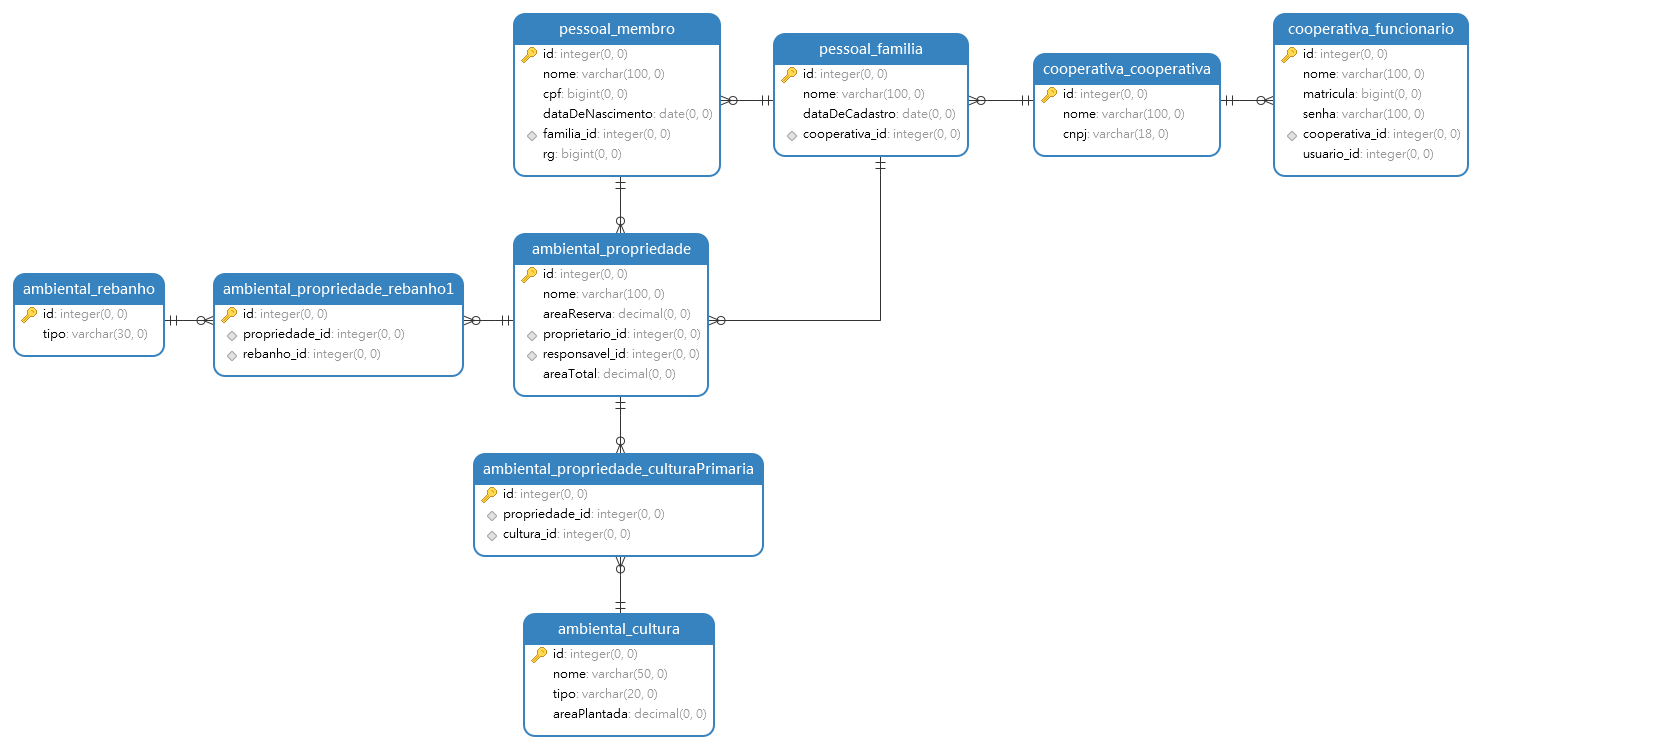 pessoal_membro
id: integer(0, 0)
nome: varchar(100, 0)
cpf: bigint(0, 0)
dataDeNascimento: date(0, 0)
familia_id: integer(0, 0)
rg: bigint(0, 0)
pessoal_familia
id: integer(0, 0)
nome: varchar(100, 0)
dataDeCadastro: date(0, 0)
cooperativa_id: integer(0, 0)
cooperativa_cooperativa
id: integer(0, 0)
nome: varchar(100, 0)
cnpj: varchar(18, 0)
cooperativa_funcionario
id: integer(0, 0)
nome: varchar(100, 0)
matricula: bigint(0, 0)
senha: varchar(100, 0)
cooperativa_id: integer(0, 0)
usuario_id: integer(0, 0)
ambiental_rebanho
id: integer(0, 0)
tipo: varchar(30, 0)
ambiental_propriedade_rebanho1
id: integer(0, 0)
propriedade_id: integer(0, 0)
rebanho_id: integer(0, 0)
ambiental_propriedade
id: integer(0, 0)
nome: varchar(100, 0)
areaReserva: decimal(0, 0)
proprietario_id: integer(0, 0)
responsavel_id: integer(0, 0)
areaTotal: decimal(0, 0)
ambiental_propriedade_culturaPrimaria
id: integer(0, 0)
propriedade_id: integer(0, 0)
cultura_id: integer(0, 0)
ambiental_cultura
id: integer(0, 0)
nome: varchar(50, 0)
tipo: varchar(20, 0)
areaPlantada: decimal(0, 0)